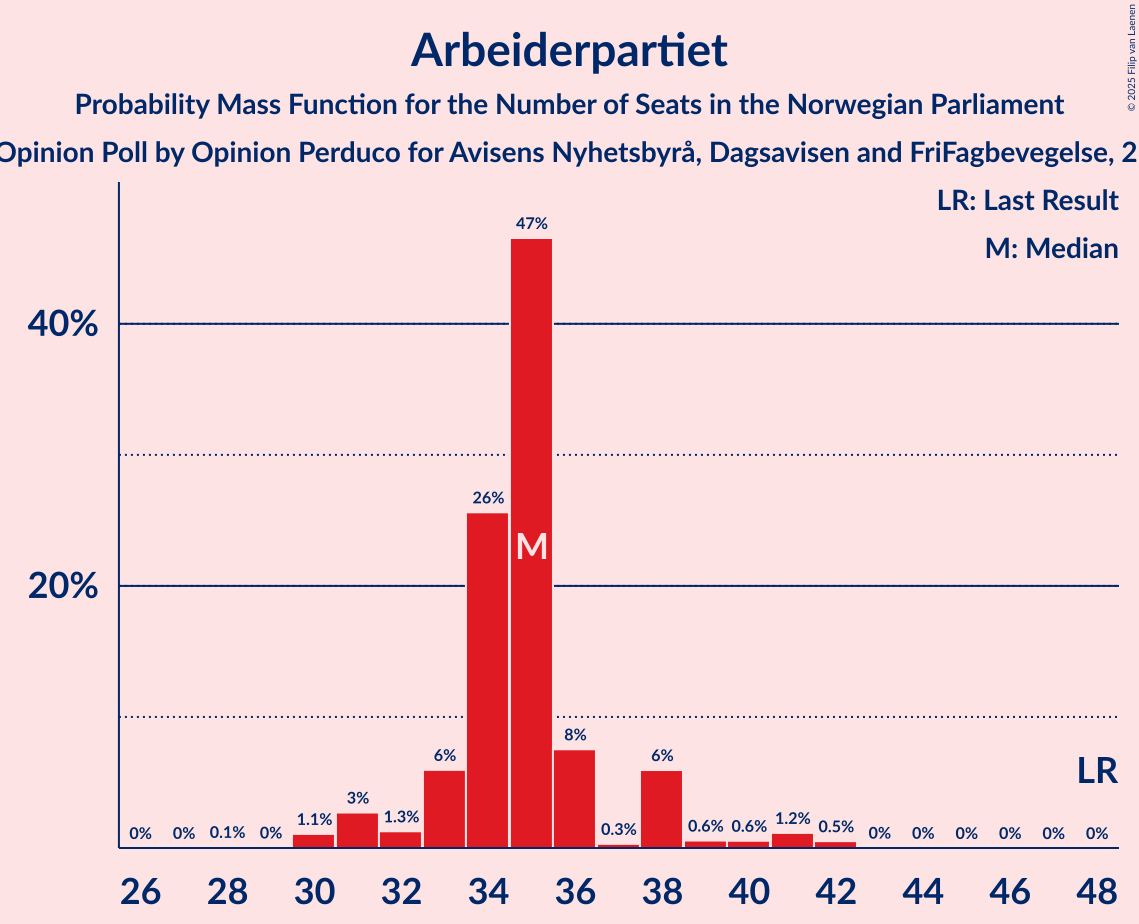 Arbeiderpartiet
Probability Mass Function for the Number of Seats in the Norwegian Parliament
Opinion Poll by Opinion Perduco for Avisens Nyhetsbyrå, Dagsavisen and FriFagbevegelse, 2
© 2025 Filip van Laenen
LR: Last Result
M: Median
40%
20%
0% 0% 0.1% 0% 1.1% 3% 1.3% 6% 26% 47% 8% 0.3% 6% 0.6% 0.6% 1.2% 0.5% 0% 0% 0% 0% 0% 0%
M
LR
26 28 30 32 34 36 38 40 42 44 46 48